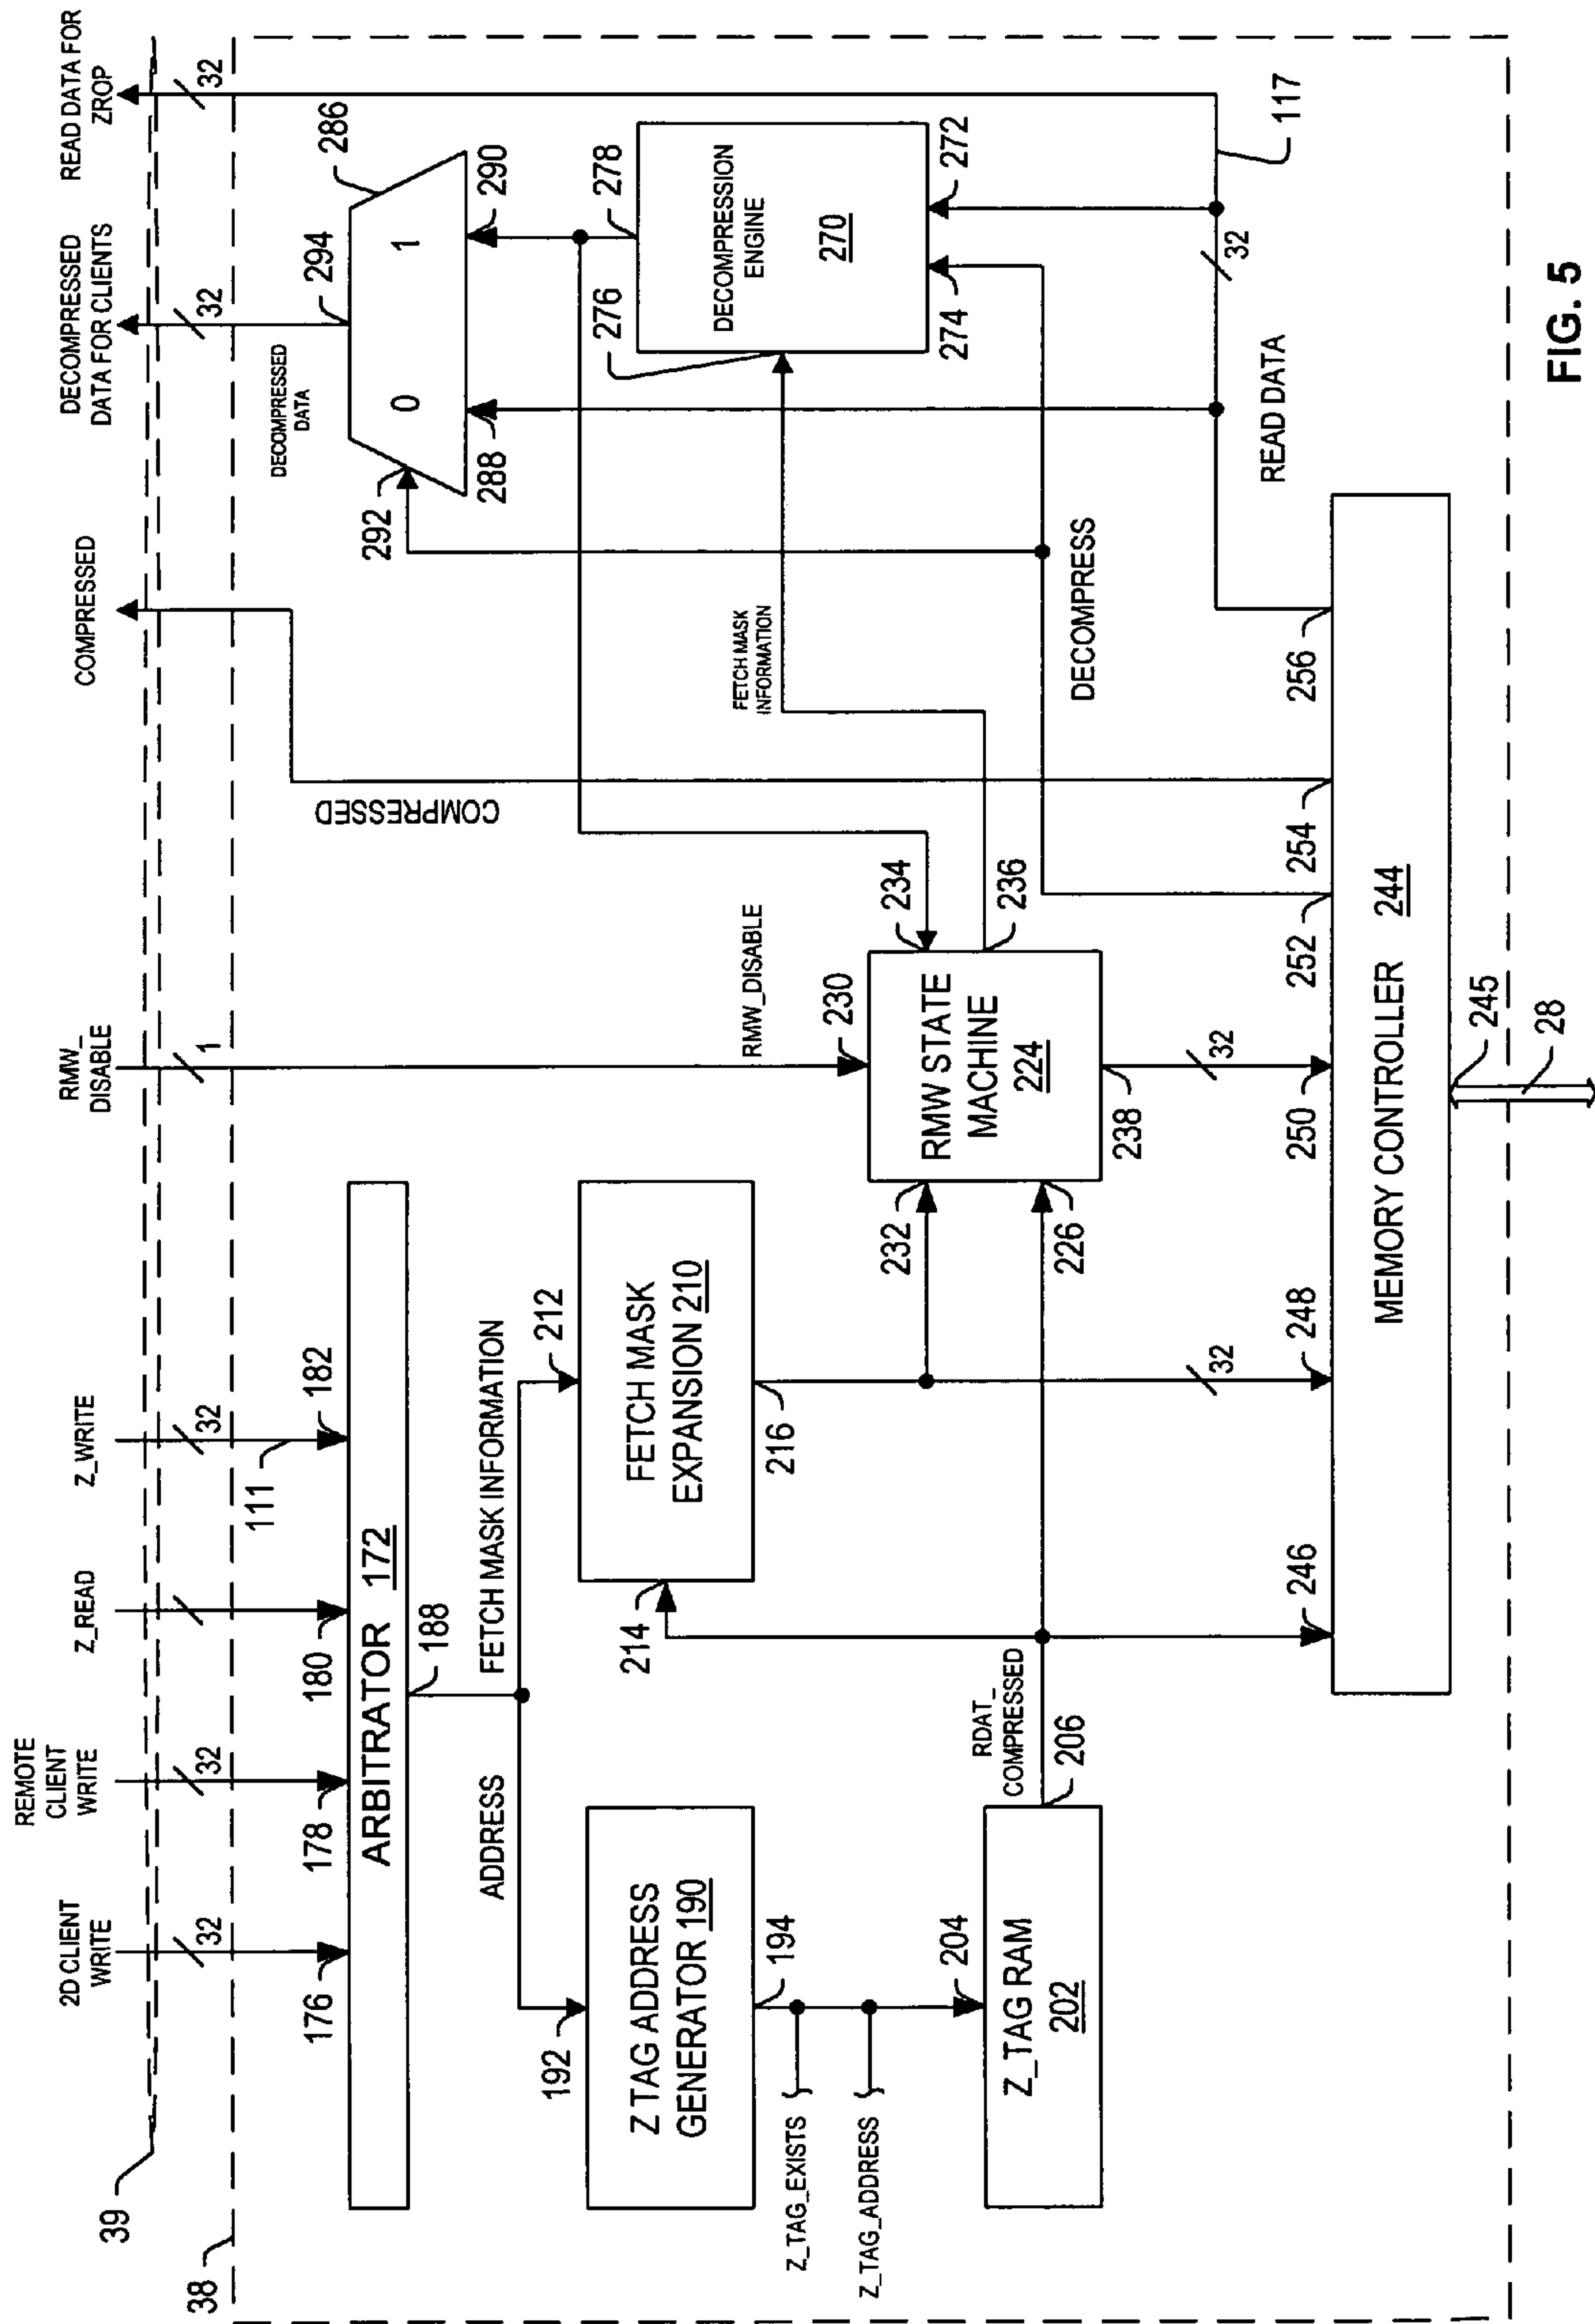 2D CLIENT
WRITE
REMOTE
CLIENT
WRITE
Z_READ
Z_WRITE
RMW_
DISABLE
COMPRESSED
DECOMPRESSED
DATA FOR CLIENTS
READ DATA FOR
ZROP
39
38
32
32
32
1
32
32
111
176
178
180
182
ARBITRATOR 172
188
ADDRESS
FETCH MASK INFORMATION
192
Z TAG ADDRESS
GENERATOR 190
194
Z_TAG_EXISTS
Z_TAG_ADDRESS
204
Z_TAG RAM
202
206
RDAT_
COMPRESSED
212
FETCH MASK
EXPANSION 210
214
216
32
RMW_DISABLE
230
232
226
RMW STATE
MACHINE
224
234
236
238
32
COMPRESSED
FETCH MASK
INFORMATION
DECOMPRESSED
DATA
294
286
0
1
292
288
290
276
278
DECOMPRESSION
ENGINE
270
274
272
32
117
DECOMPRESS
READ DATA
246
248
250
252
254
256
MEMORY CONTROLLER 244
245
28
FIG. 5